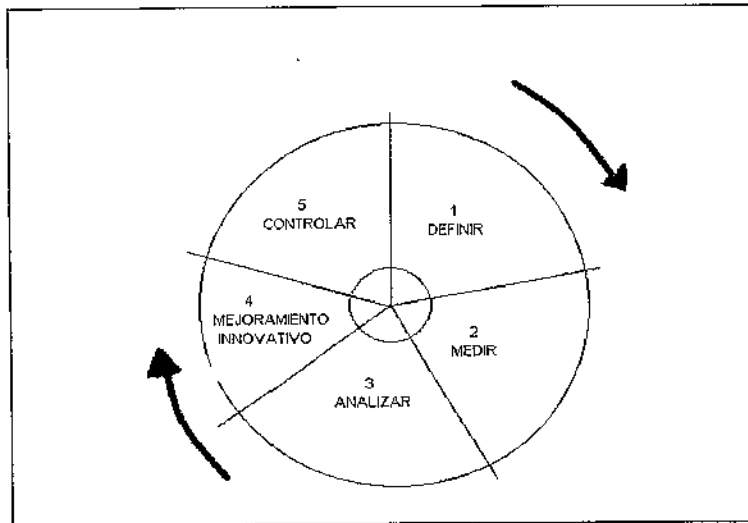 1
DEFINIR
2
MEDIR
3
ANALIZAR
4
MEJORAMIENTO
INNOVATIVO
5
CONTROLAR